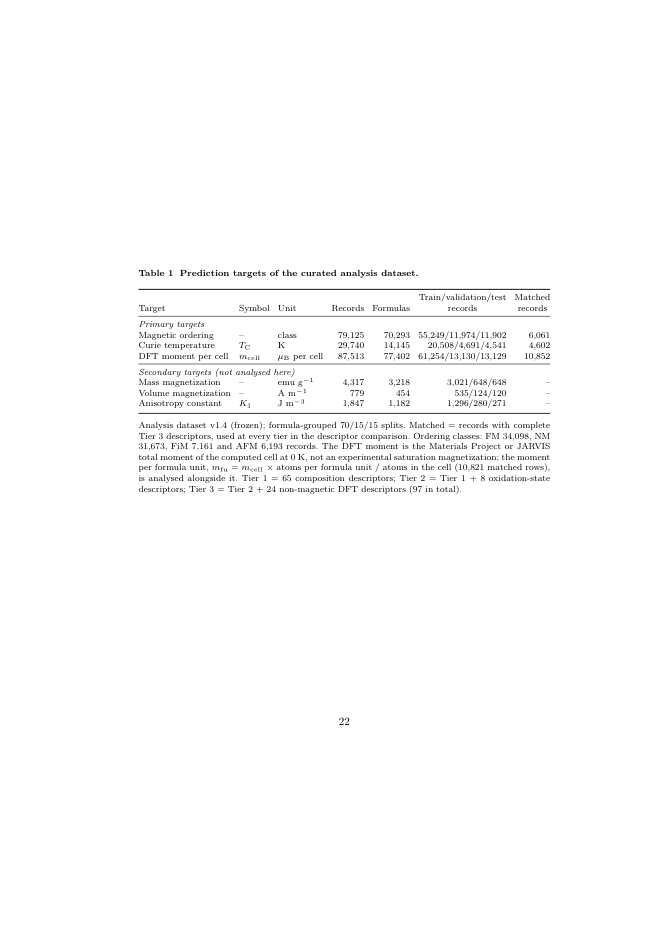 Table 1 Prediction targets of the curated analysis dataset.
Train/validation/test Matched
Target Symbol Unit Records Formulas records records
Primary targets
Magnetic ordering – class 79,125 70,293 55,249/11,974/11,902 6,061
Curie temperature T_C K 29,740 14,145 20,508/4,691/4,541 4,602
DFT moment per cell m_cell μ_B per cell 87,513 77,402 61,254/13,130/13,129 10,852
Secondary targets (not analysed here)
Mass magnetization – emu g⁻¹ 4,317 3,218 3,021/648/648 –
Volume magnetization – A m⁻¹ 779 454 535/124/120 –
Anisotropy constant K₁ J m⁻³ 1,847 1,182 1,296/280/271 –
Analysis dataset v1.4 (frozen); formula-grouped 70/15/15 splits. Matched = records with complete
Tier 3 descriptors, used at every tier in the descriptor comparison. Ordering classes: FM 34,098, NM
31,673, FiM 7,161 and AFM 6,193 records. The DFT moment is the Materials Project or JARVIS
total moment of the computed cell at 0 K, not an experimental saturation magnetization; the moment
per formula unit, m_fu = m_cell × atoms per formula unit / atoms in the cell (10,821 matched rows),
is analysed alongside it. Tier 1 = 65 composition descriptors; Tier 2 = Tier 1 + 8 oxidation-state
descriptors; Tier 3 = Tier 2 + 24 non-magnetic DFT descriptors (97 in total).
22